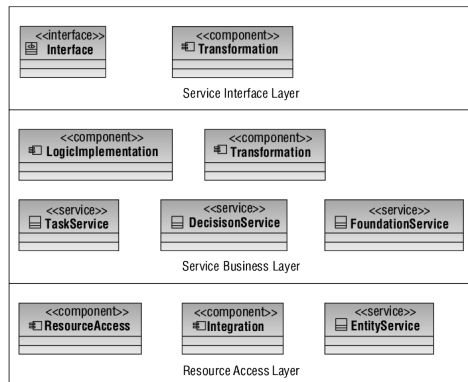 <<interface>> <<component>>
Interface Transformation
Service Interface Layer
<<component>> <<component>>
LogicImplementation Transformation
<<service>> <<service>> <<service>>
TaskService DecisisonService FoundationService
Service Business Layer
<<component>> <<component>> <<service>>
ResourceAccess Integration EntityService
Resource Access Layer